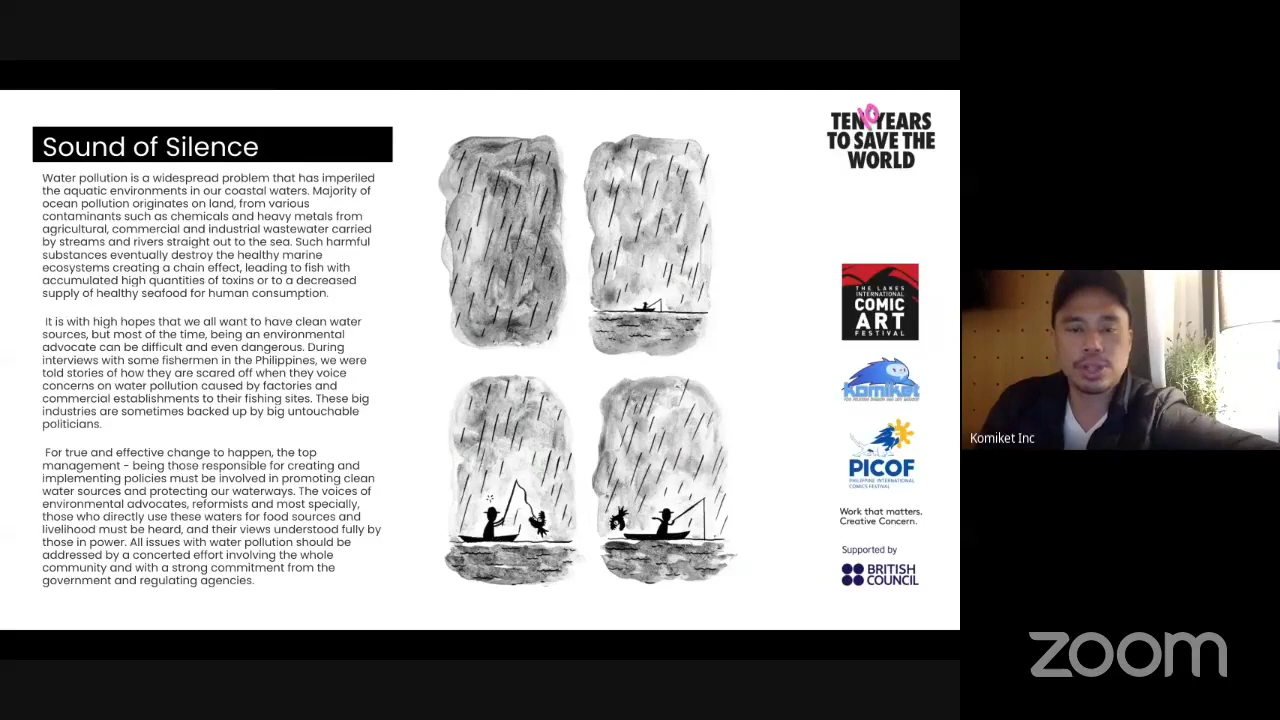 Sound of Silence
Water pollution is a widespread problem that has imperiled
the aquatic environments in our coastal waters. Majority of
ocean pollution originates on land, from various
contaminants such as chemicals and heavy metals from
agricultural, commercial and industrial wastewater carried
by streams and rivers straight out to the sea. Such harmful
substances eventually destroy the healthy marine
ecosystems creating a chain effect, leading to fish with
accumulated high quantities of toxins or to a decreased
supply of healthy seafood for human consumption.
It is with high hopes that we all want to have clean water
sources, but most of the time, being an environmental
advocate can be difficult and even dangerous. During
interviews with some fishermen in the Philippines, we were
told stories of how they are scared off when they voice
concerns on water pollution caused by factories and
commercial establishments to their fishing sites. These big
industries are sometimes backed up by big untouchable
politicians.
For true and effective change to happen, the top
management - being those responsible for creating and
implementing policies must be involved in promoting clean
water sources and protecting our waterways. The voices of
environmental advocates, reformists and most specially,
those who directly use these waters for food sources and
livelihood must be heard, and their views understood fully by
those in power. All issues with water pollution should be
addressed by a concerted effort involving the whole
community and with a strong commitment from the
government and regulating agencies.
TEN 10 YEARS
TO SAVE THE
WORLD
THE LAKES
INTERNATIONAL
COMIC
ART
FESTIVAL
Komiket
PICOF
PHILIPPINE INTERNATIONAL
COMICS FESTIVAL
Work that matters.
Creative Concern.
Supported by
BRITISH
COUNCIL
Komiket Inc
zoom